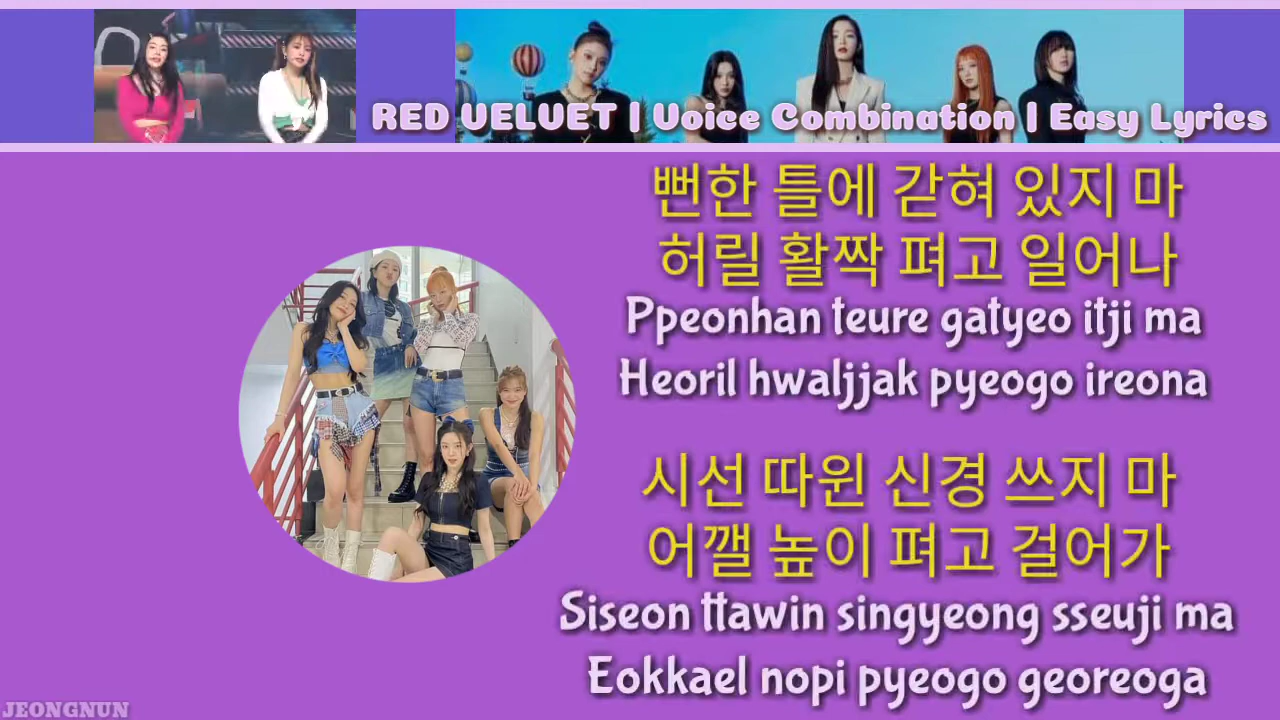 RED VELVET | Voice Combination | Easy Lyrics
뻔한 틀에 갇혀 있지 마
허릴 활짝 펴고 일어나
Ppeonhan teure gatyeo itji ma
Heoril hwaljjak pyeogo ireona
시선 따윈 신경 쓰지 마
어깰 높이 펴고 걸어가
Siseon ttawin singyeong sseuji ma
Eokkael nopi pyeogo georeoga
JEONGNUN